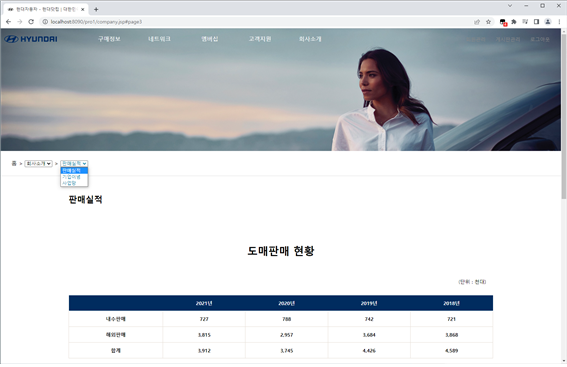 현대자동차 - 현대닷컴 | 대한민
localhost:8090/pro1/company.jsp#page3
HYUNDAI 구매정보 네트워크 멤버십 고객지원 회사소개 로그아웃
홈 > 회사소개 > 판매실적
판매실적
기업이념
사업장
판매실적
도매판매 현황
(단위 : 천대)
2021년 2020년 2019년 2018년
내수판매 727 788 742 721
해외판매 3,815 2,957 3,684 3,868
합계 3,912 3,745 4,426 4,589